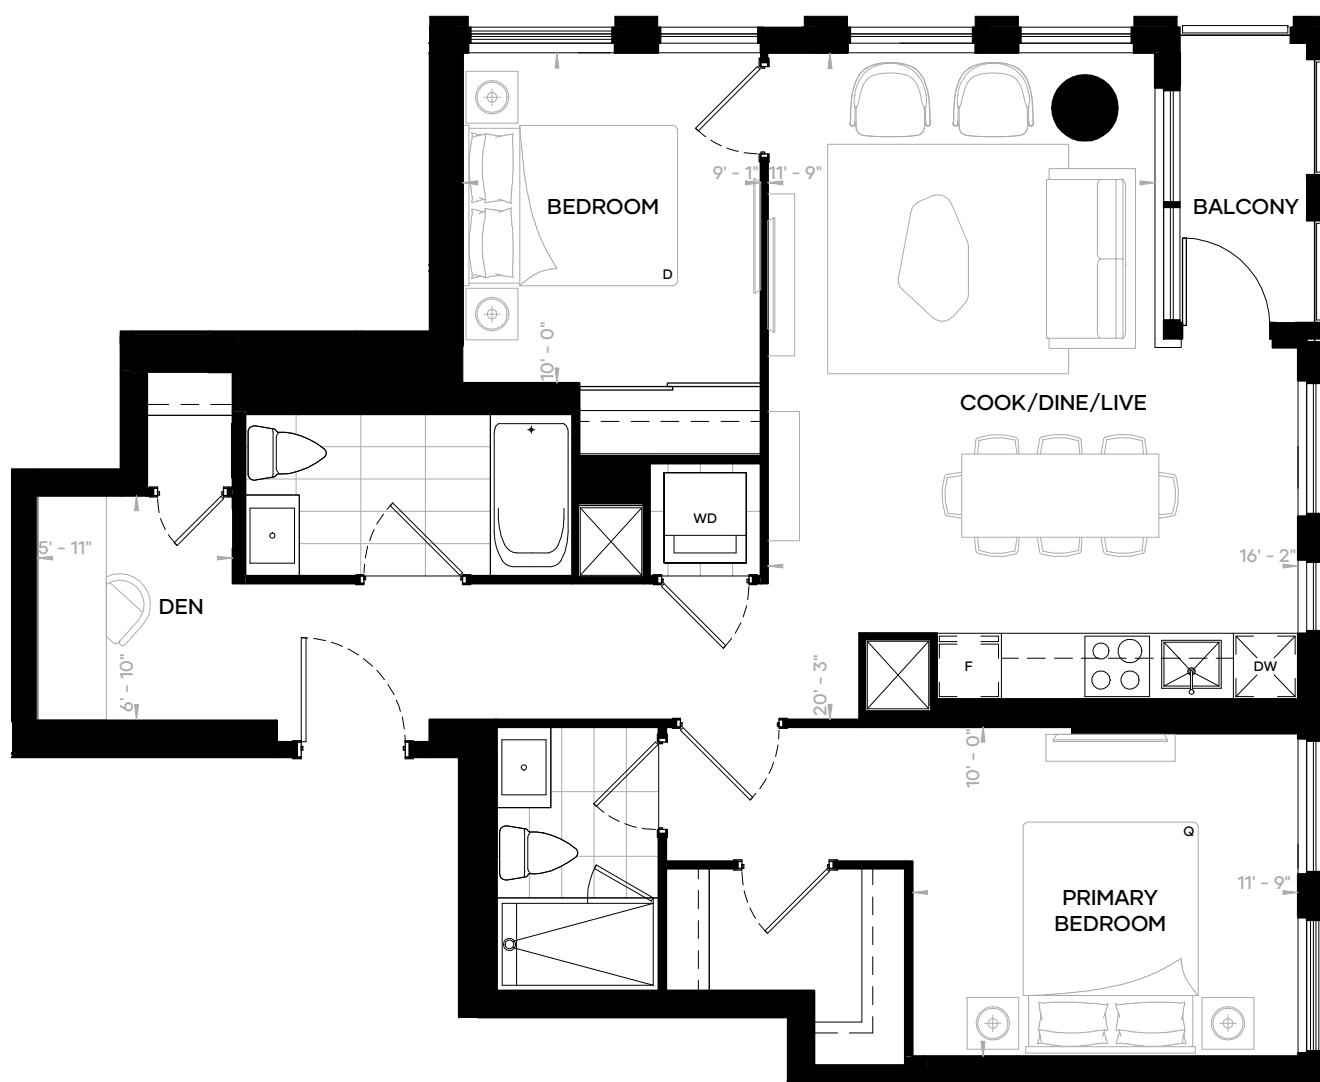 9' - 1"
11' - 9"
BEDROOM
BALCONY
D
10' - 0"
COOK/DINE/LIVE
WD
5' - 11"
16' - 2"
DEN
6' - 10"
20' - 3"
F
DW
10' - 0"
Q
11' - 9"
PRIMARY
BEDROOM